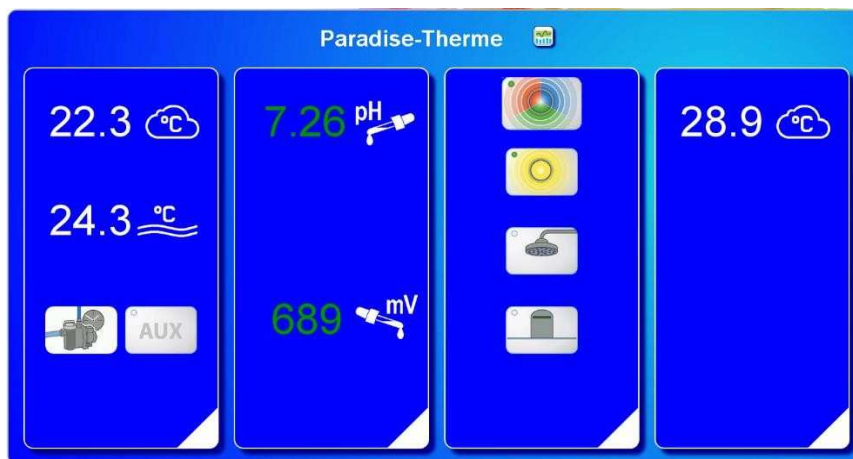 Paradise-Therme
22.3 °C
24.3 °C
AUX
7.26 pH
689 mV
28.9 °C